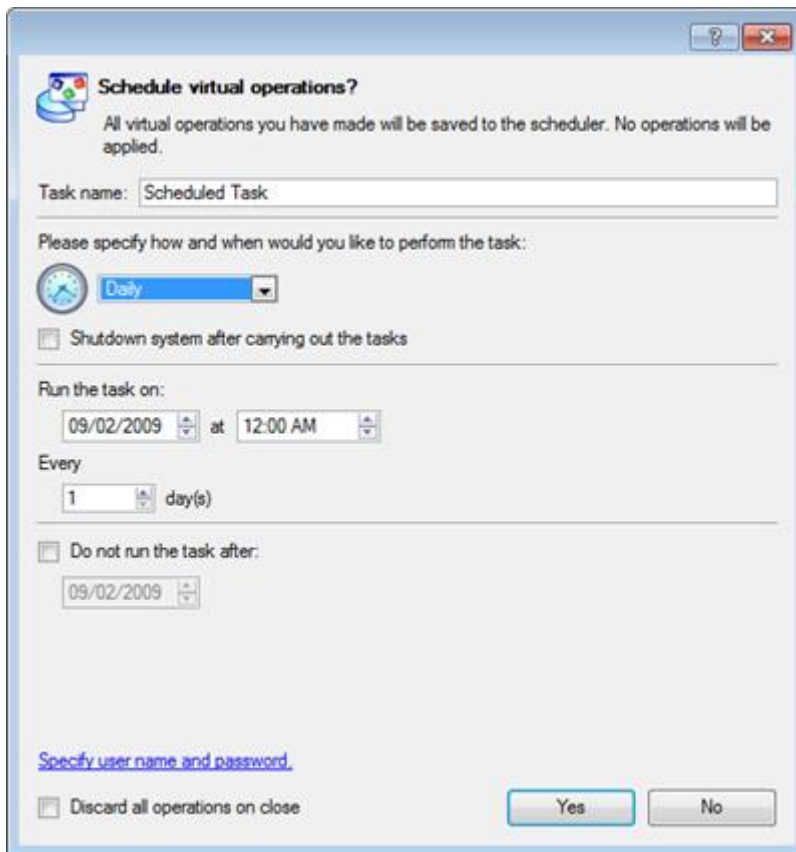 ?
Schedule virtual operations?
All virtual operations you have made will be saved to the scheduler. No operations will be
applied.
Task name: Scheduled Task
Please specify how and when would you like to perform the task:
Daily
Shutdown system after carrying out the tasks
Run the task on:
09/02/2009 at 12:00 AM
Every
1 day(s)
Do not run the task after:
09/02/2009
Specify user name and password.
Discard all operations on close
Yes No